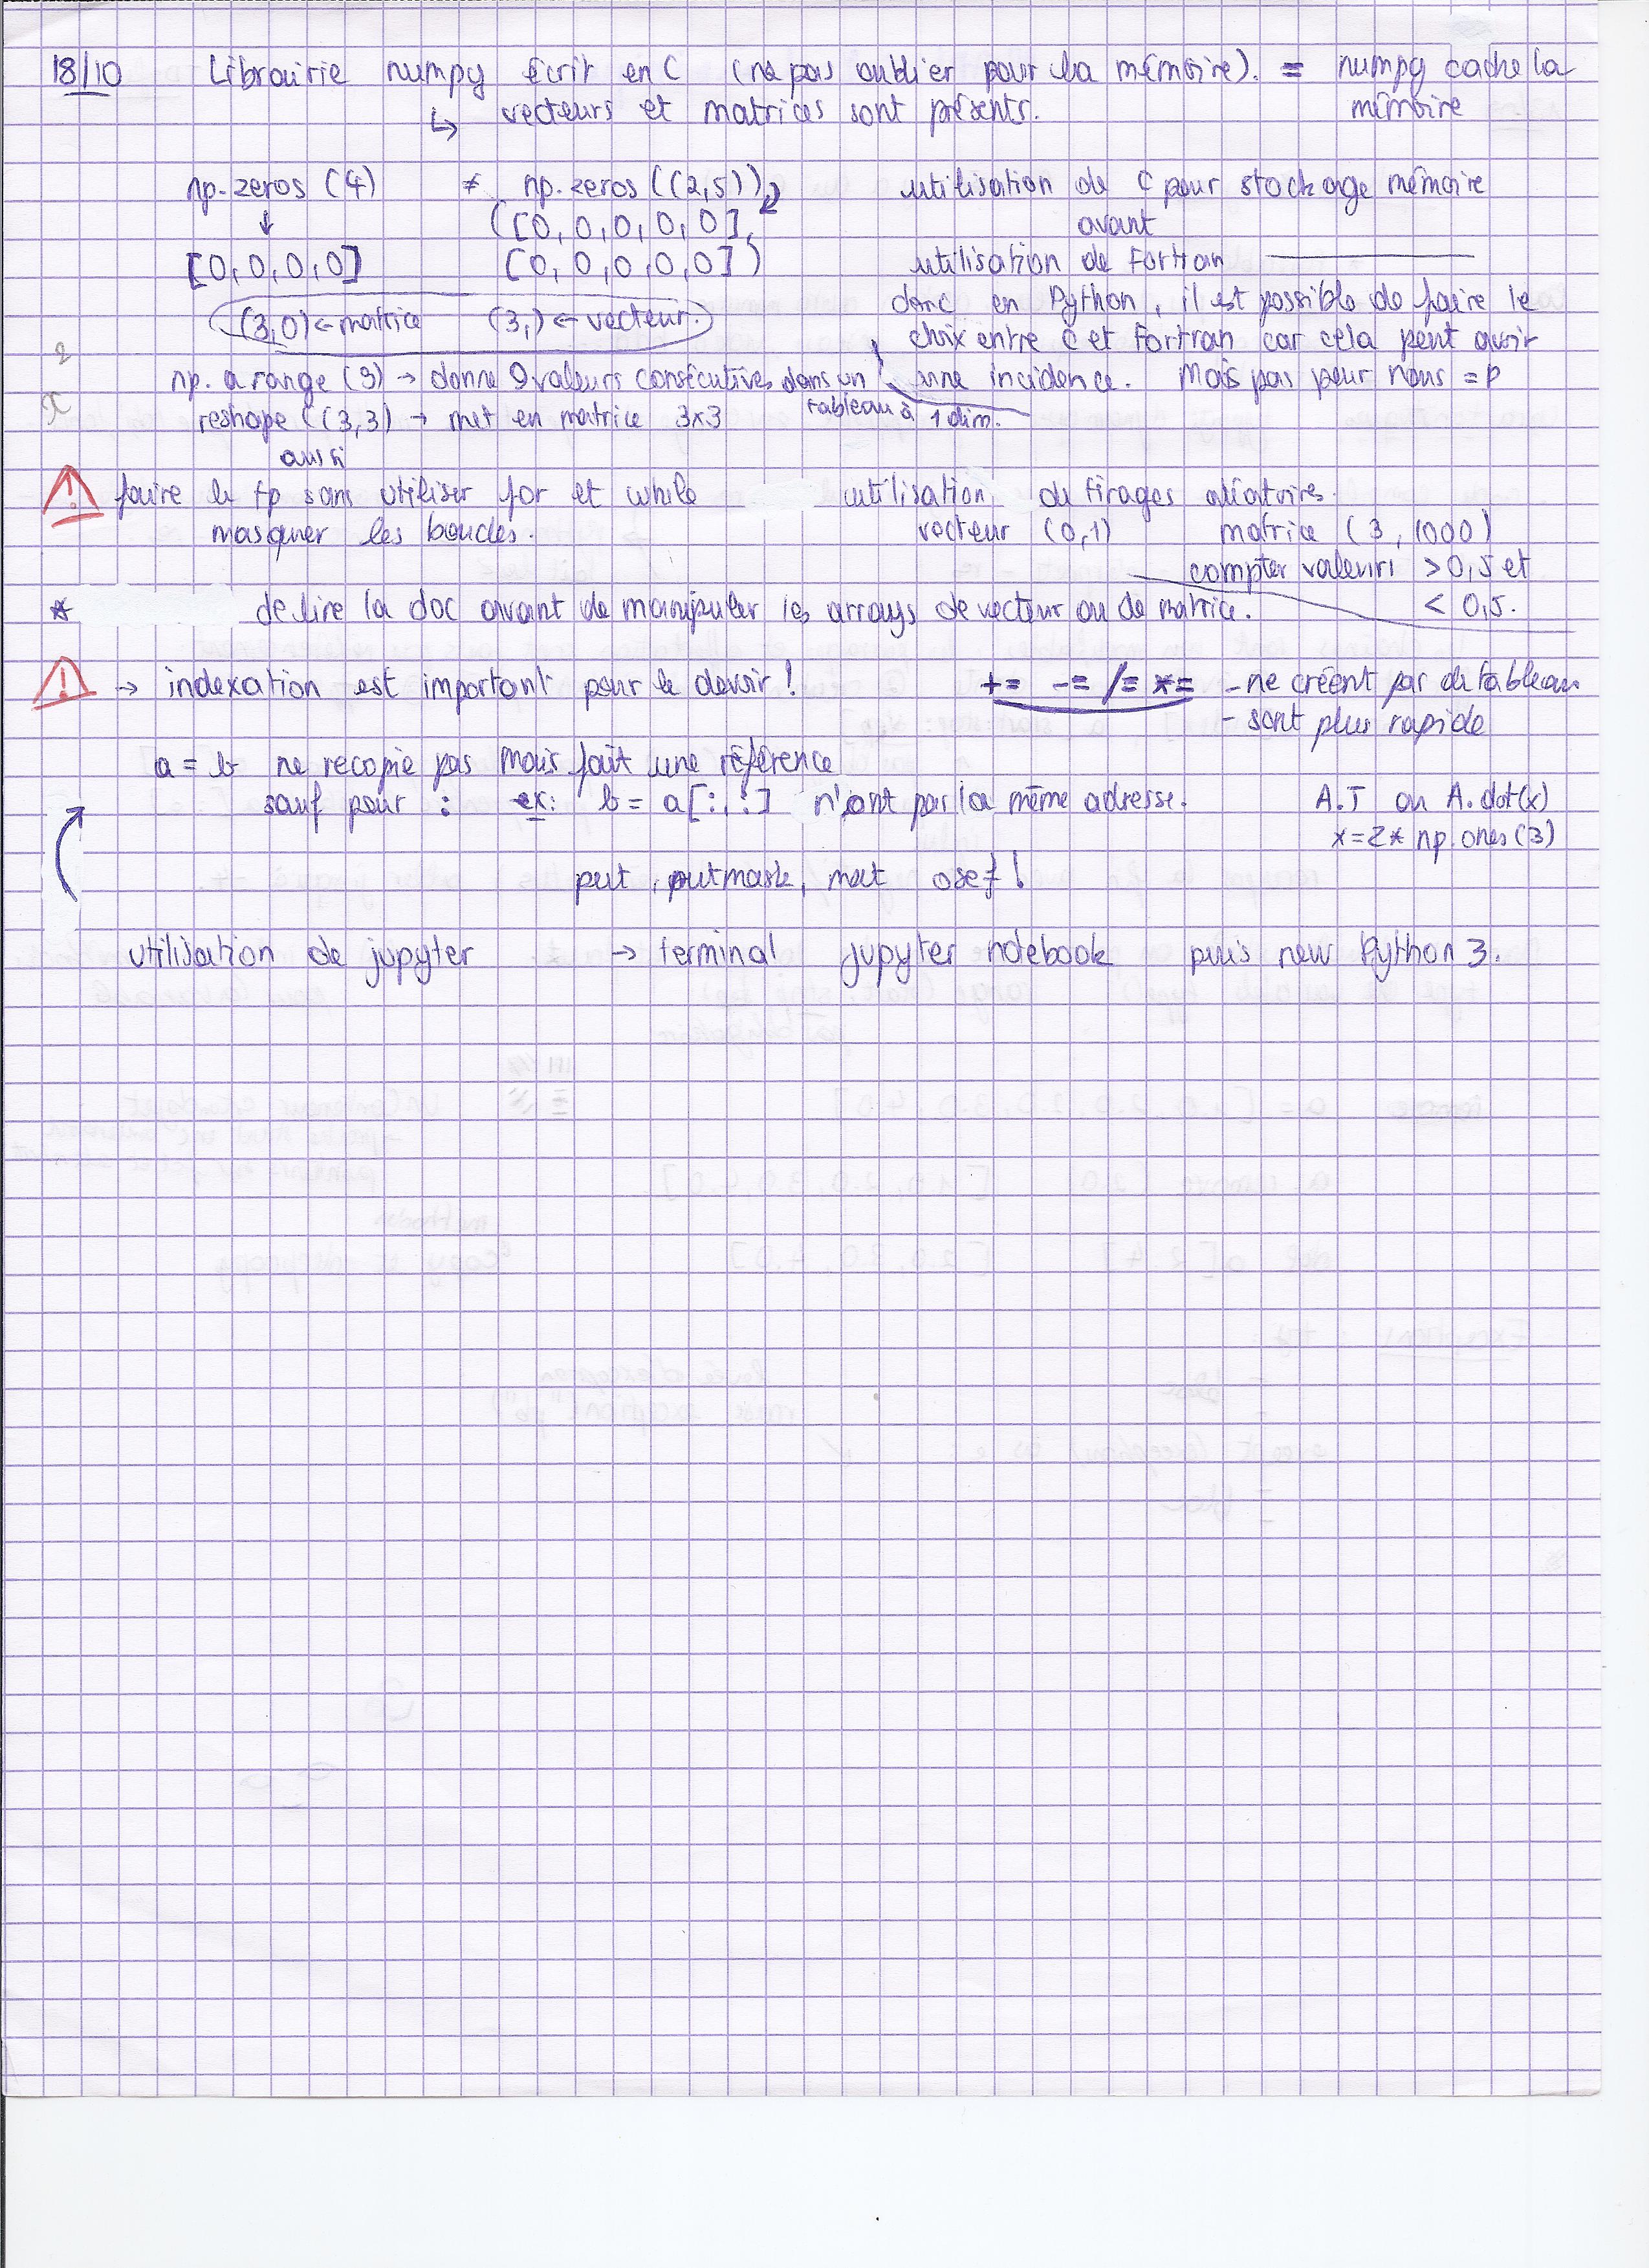 18/10 Librairie numpy écrit en C (ne pas oublier pour la mémoire). = numpy cache la mémoire
↳ vecteurs et matrices sont présents.
np.zeros (4) ≠ np.zeros ((2,5))
↓
[0,0,0,0]
([0,0,0,0,0],
[0,0,0,0,0])
(3,0) ← matrice (3,) ← vecteur.
utilisation de C pour stockage mémoire
avant
utilisation de Fortran ————
donc en Python, il est possible de faire le
choix entre C et Fortran car cela peut avoir
une incidence. Mais pas pour nous =P
np. arange (9) → donne 9 valeurs consécutives dans un
tableau à 1 dim.
reshape ((3,3) → met en matrice 3x3
aussi
2
x
! faire le tp sans utiliser for et while
masquer les boucles.
utilisation de tirages aléatoires.
vecteur (0,1) matrice (3,1000)
compter valeurs > 0,5 et
< 0,5.
* de lire la doc avant de manipuler les arrays de vecteur ou de matrice.
! → indexation est important pour le devoir!
+= -= /= *= - ne créent pas de tableau
- sont plus rapide
a = b ne recopie pas mais fait une référence
sauf pour : ex: b = a[:,:] n'ont pas la même adresse.
A.T ou A.dot(x)
x=2* np.ones(3)
put, putmask, mat osef!
utilisation de jupyter → terminal jupyter notebook puis new Python 3.